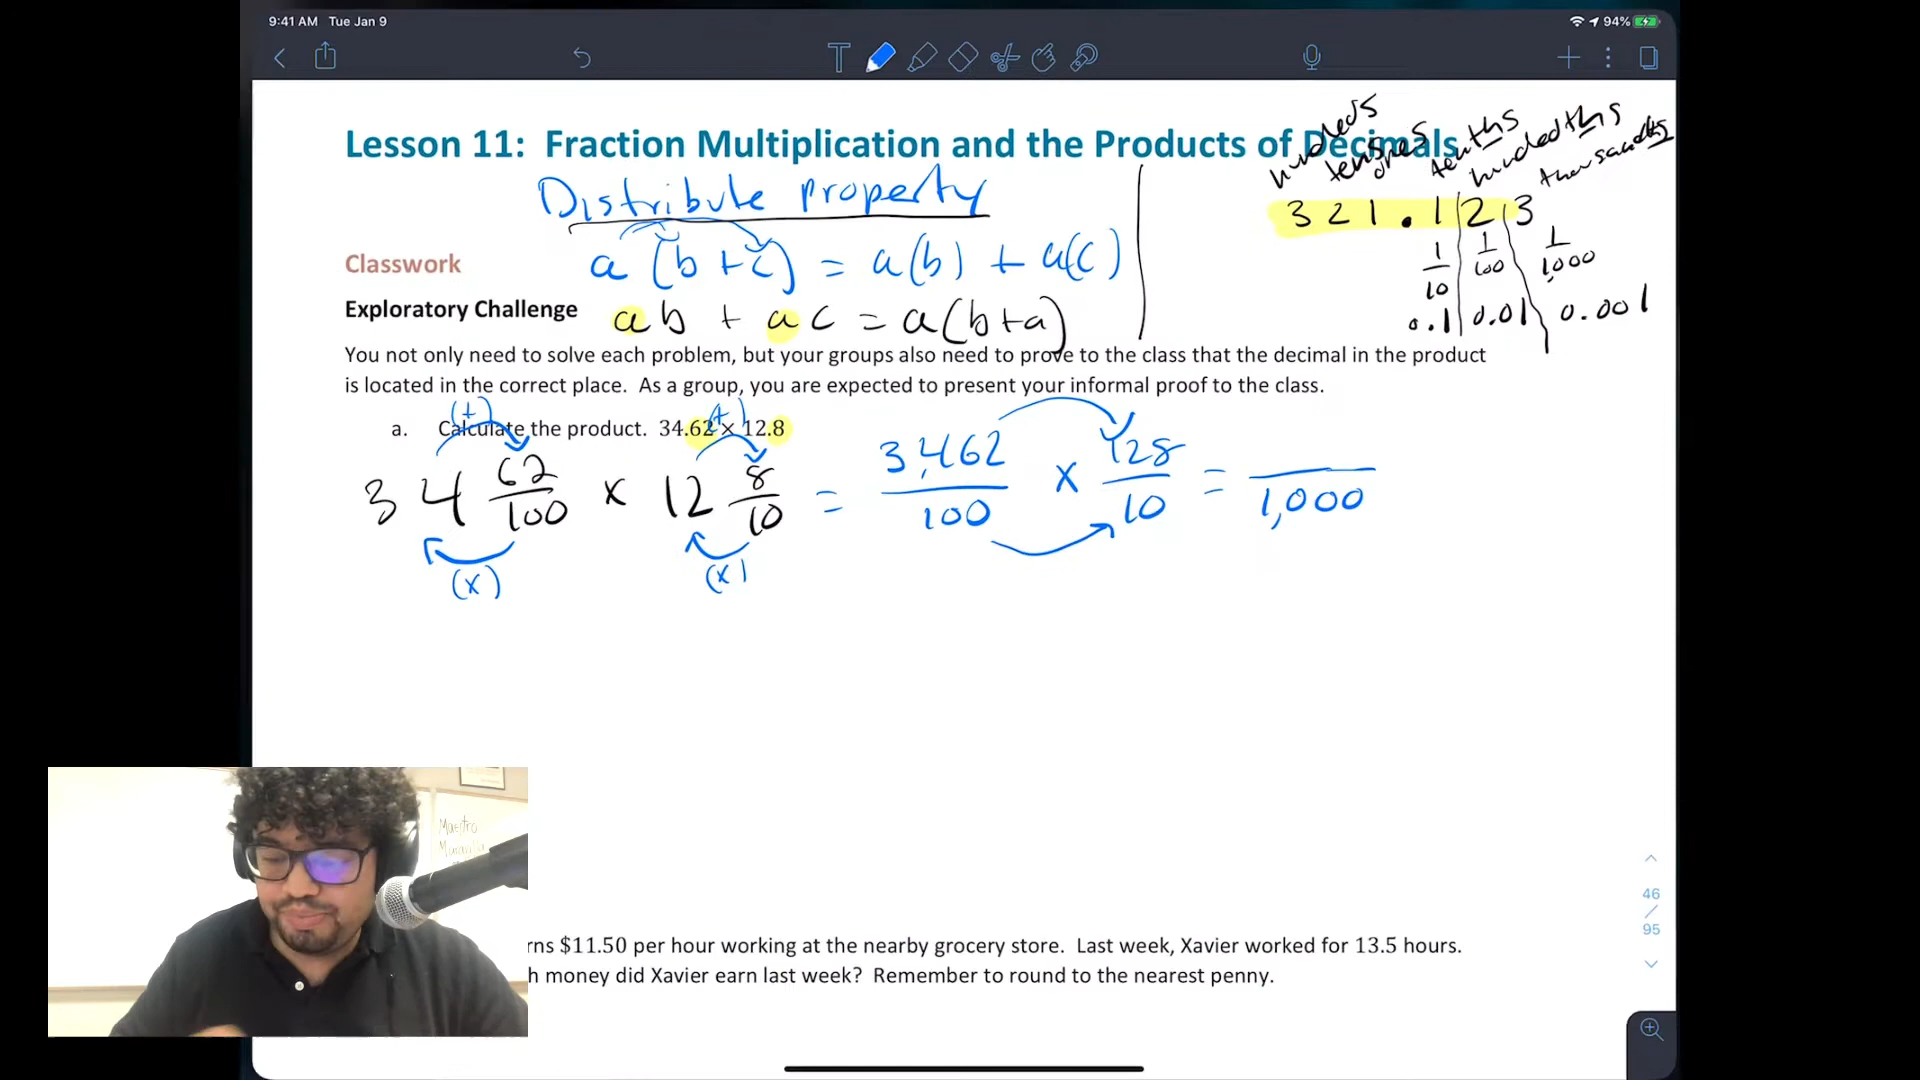 9:41 AM Tue Jan 9
94%
Lesson 11: Fraction Multiplication and the Products of Decimals
hundreds tens ones tenths hundredths thousandths
Distribute property
321.123
Classwork
a(b+c) = a(b) + a(c)
1/10 1/100 1/1,000
Exploratory Challenge
ab + ac = a(b+a)
0.1 0.01 0.001
You not only need to solve each problem, but your groups also need to prove to the class that the decimal in the product
is located in the correct place. As a group, you are expected to present your informal proof to the class.
(+) (+)
a. Calculate the product. 34.62 × 12.8
34 62/100 x 12 8/10 = 3,462/100 x 128/10 = /1,000
(x) (x)
Maestro
46
/
95
rns $11.50 per hour working at the nearby grocery store. Last week, Xavier worked for 13.5 hours.
h money did Xavier earn last week? Remember to round to the nearest penny.